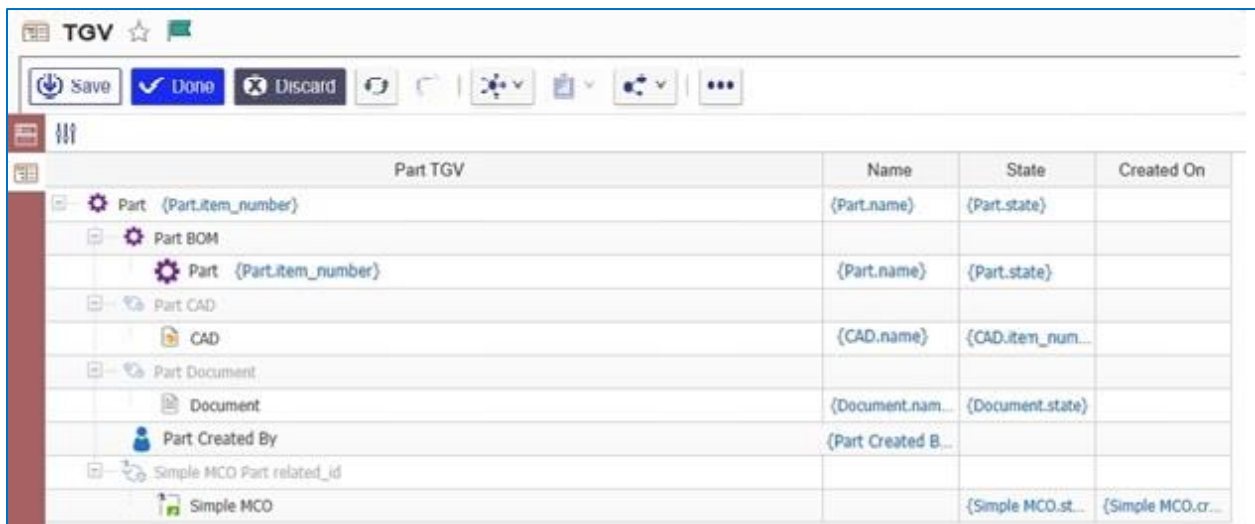 TGV
Save Done Discard
Part TGV Name State Created On
Part {Part.item_number} {Part.name} {Part.state}
Part BOM
Part {Part.item_number} {Part.name} {Part.state}
Part CAD
CAD {CAD.name} {CAD.item_num...
Part Document
Document {Document.nam... {Document.state}
Part Created By {Part Created B...
Simple MCO Part related_id
Simple MCO {Simple MCO.st... {Simple MCO.cr...